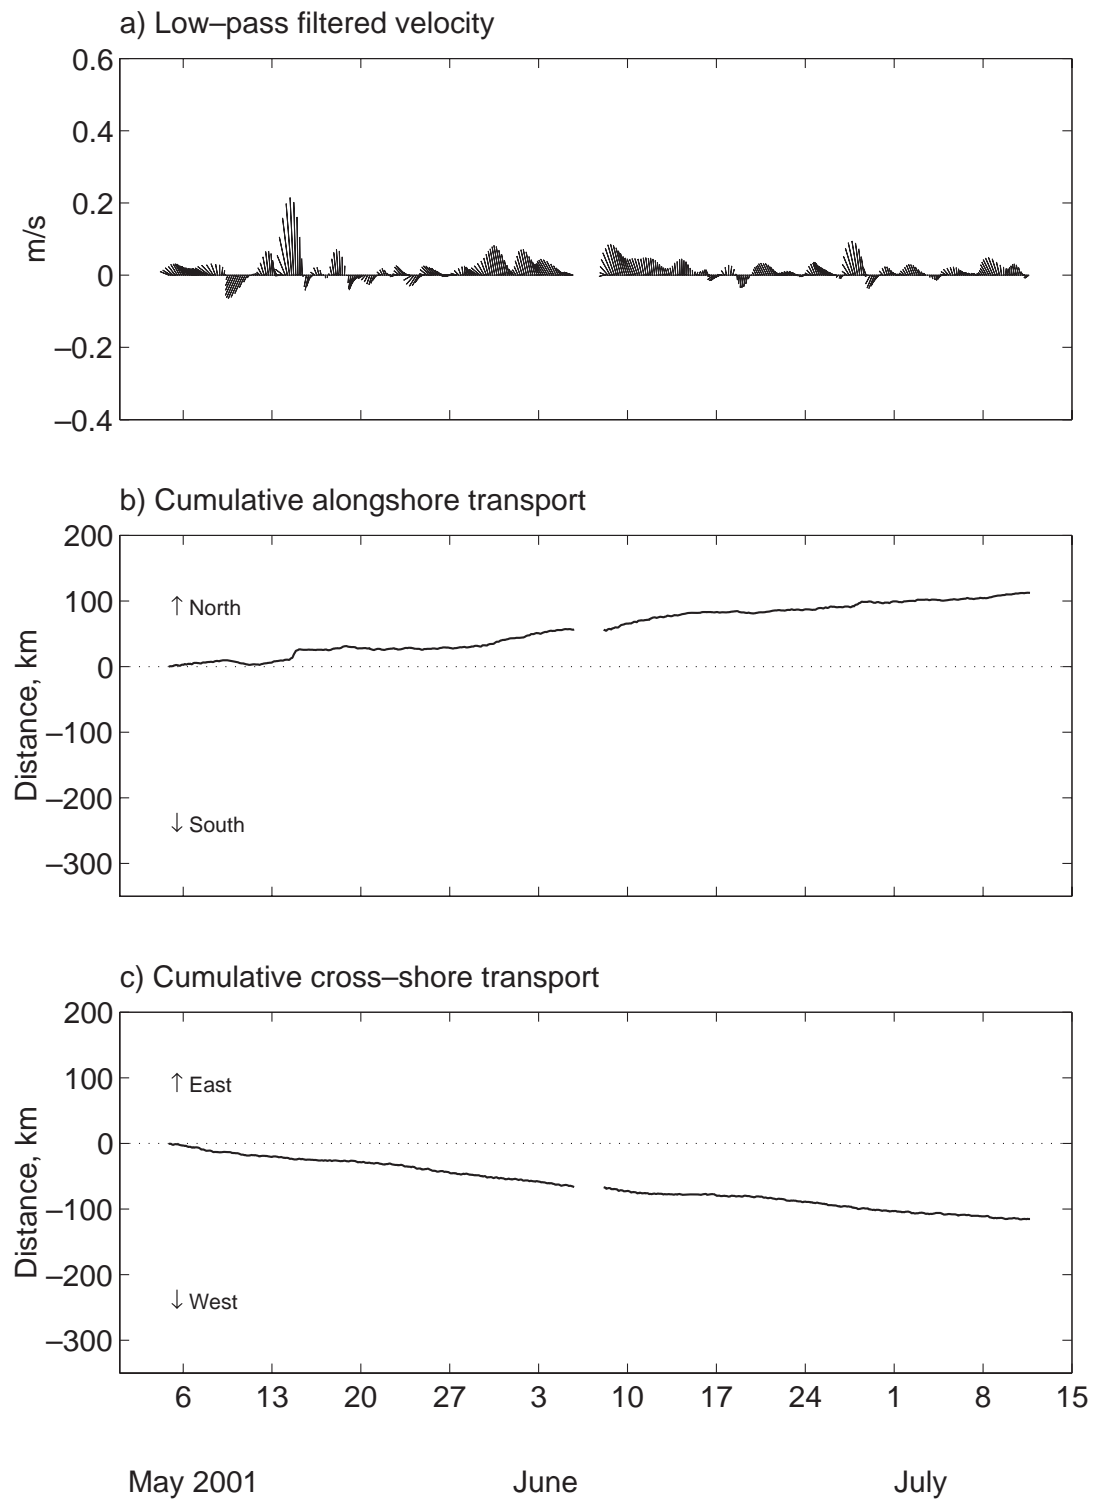 a) Low–pass filtered velocity
0.6
0.4
0.2
0
–0.2
–0.4
m/s
b) Cumulative alongshore transport
200
100
0
–100
–200
–300
Distance, km
↑ North
↓ South
c) Cumulative cross–shore transport
200
100
0
–100
–200
–300
Distance, km
↑ East
↓ West
6 13 20 27 3 10 17 24 1 8 15
May 2001 June July